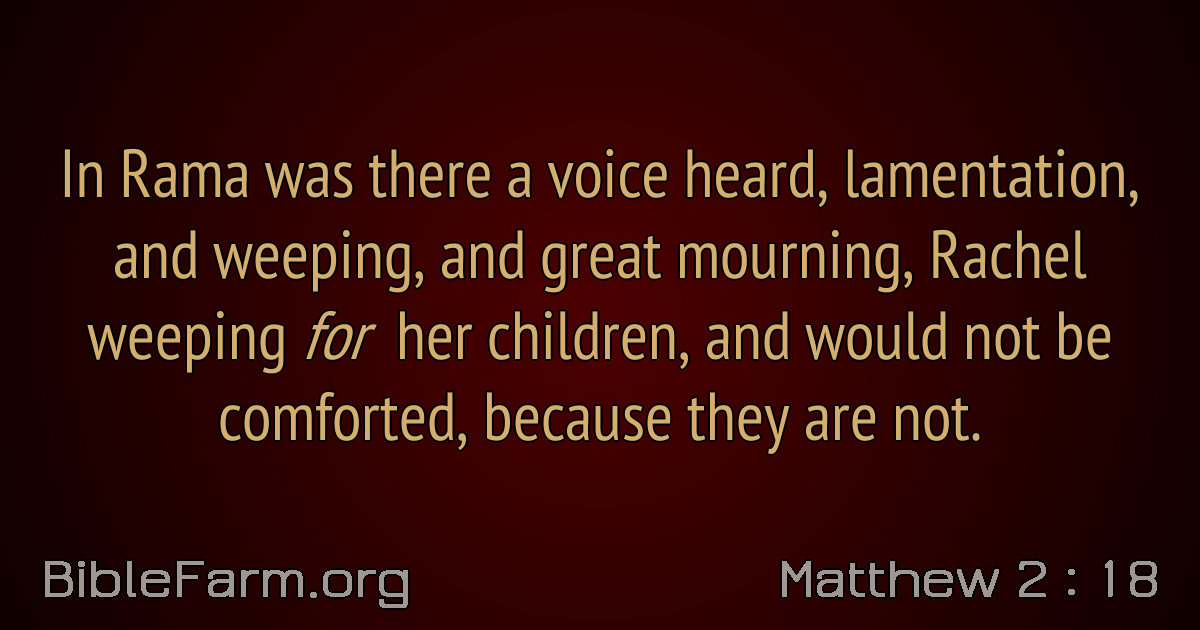 In Rama was there a voice heard, lamentation,
and weeping, and great mourning, Rachel
weeping for her children, and would not be
comforted, because they are not.
BibleFarm.org
Matthew 2 : 18